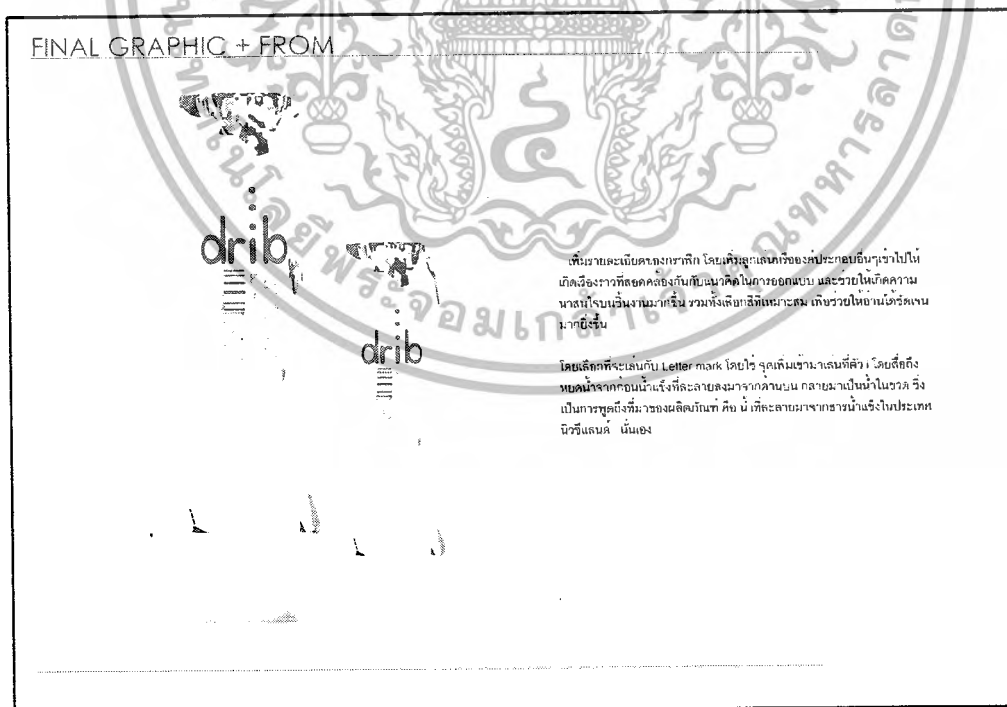 FINAL GRAPHIC + FROM
drib
drib
เพิ่มรายละเอียดของกราฟิก โดยเพิ่มลูกเล่นหรือองค์ประกอบอื่นๆเข้าไปให้
เกิดเรื่องราวที่สอดคล้องกันกับแนวคิดในการออกแบบ และช่วยให้เกิดความ
น่าสนใจบนชิ้นงานมากขึ้น รวมทั้งเลือกสีที่เหมาะสม เพื่อช่วยให้อ่านได้ชัดเจน
มากยิ่งขึ้น
โดยเลือกที่จะเล่นกับ Letter mark โดยใช้ จุดเพิ่มเข้ามาเล่นที่ตัว i โดยสื่อถึง
หยดน้ำจากก้อนน้ำแข็งที่ละลายลงมาจากด้านบน กลายมาเป็นน้ำในขวด ซึ่ง
เป็นการพูดถึงที่มาของผลิตภัณฑ์ คือ น้ำที่ละลายมาจากธารน้ำแข็งในประเทศ
นิวซีแลนด์ นั่นเอง